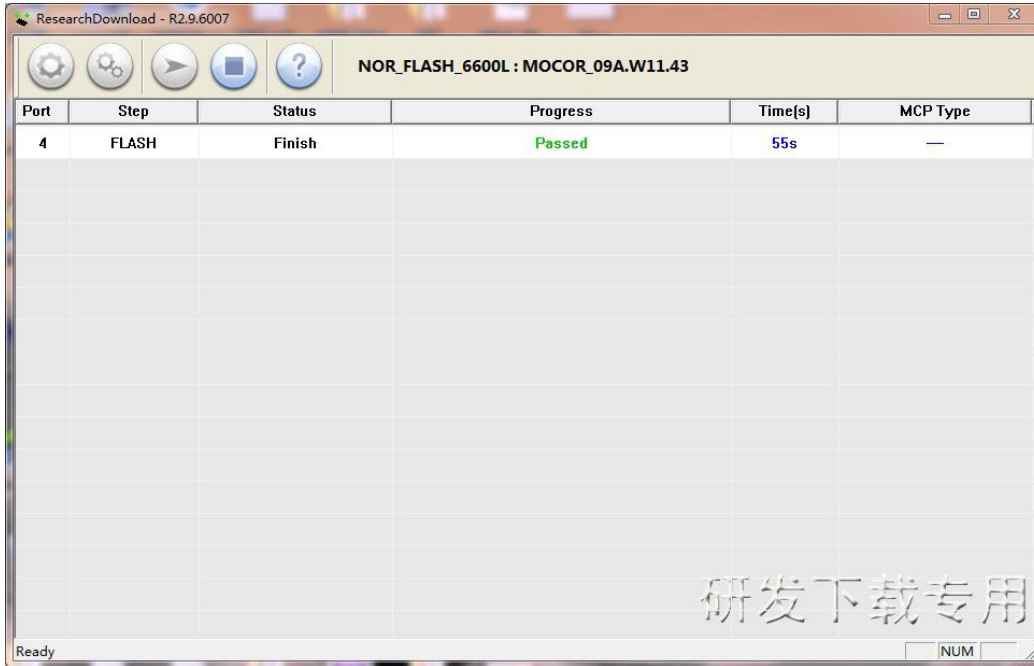 ResearchDownload - R2.9.6007
NOR_FLASH_6600L : MOCOR_09A.W11.43
Port Step Status Progress Time(s) MCP Type
4 FLASH Finish Passed 55s —
研发下载专用
Ready NUM